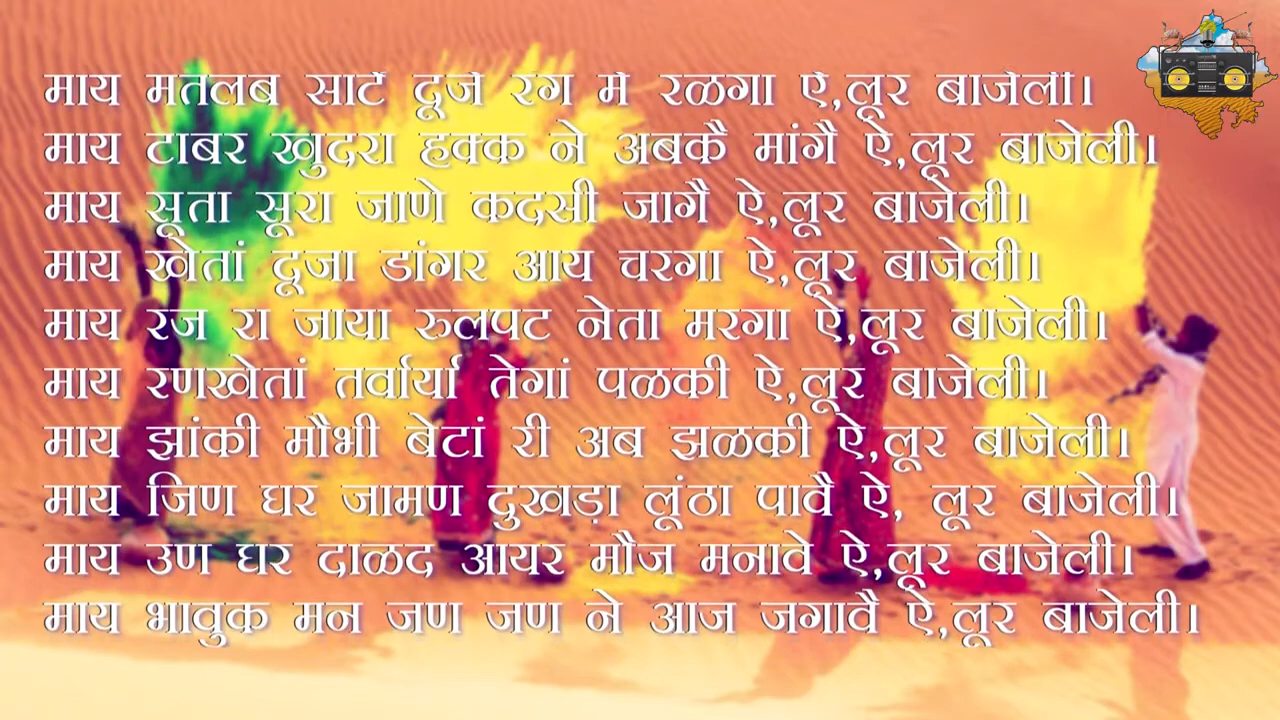 माय मतलब साटै दूजै रंग में रळगा ऐ,लूर बाजेली।
माय टाबर खुदरा हक्क ने अबकै मांगै ऐ,लूर बाजेली।
माय सूता सूरा जाणे कदसी जागै ऐ,लूर बाजेली।
माय खेतां दूजा डांगर आय चरगा ऐ,लूर बाजेली।
माय रज रा जाया रुलपट नेता मरगा ऐ,लूर बाजेली।
माय रणखेतां तर्वार्या तेगां पळकी ऐ,लूर बाजेली।
माय झांकी मौभी बेटां री अब झळकी ऐ,लूर बाजेली।
माय जिण घर जामण दुखड़ा लूंठा पावै ऐ, लूर बाजेली।
माय उण घर दाळद आयर मौज मनावे ऐ,लूर बाजेली।
माय भावुक मन जण जण ने आज जगावै ऐ,लूर बाजेली।